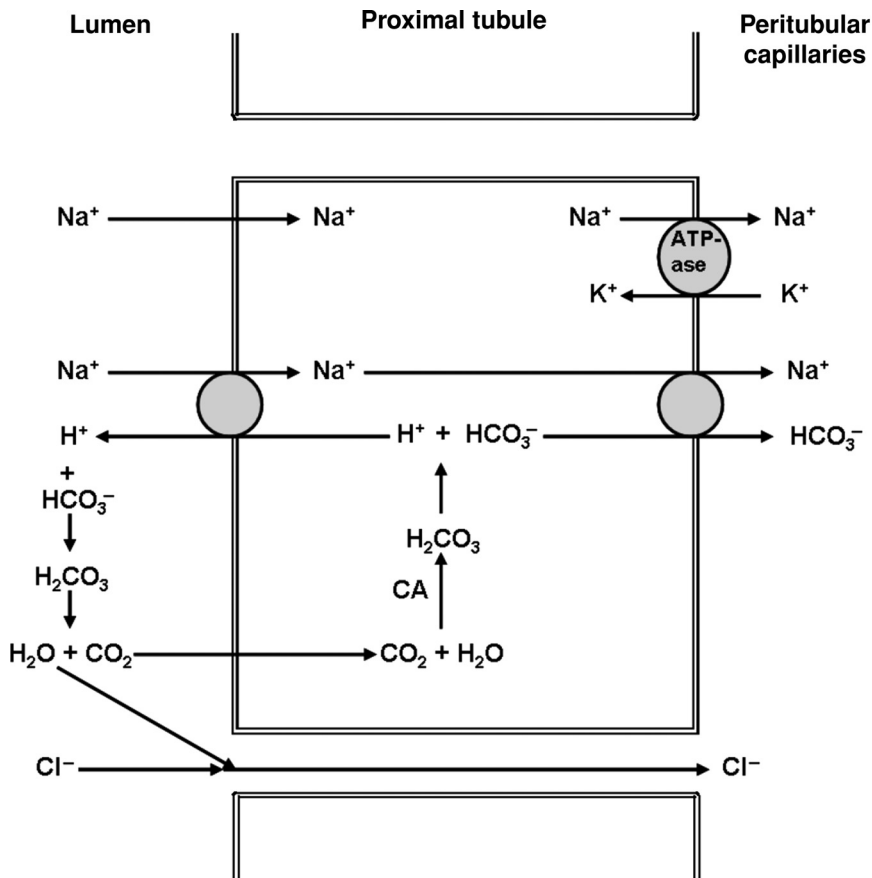 Lumen
Proximal tubule
Peritubular
capillaries
Na⁺ Na⁺ Na⁺ Na⁺
ATP-
ase
K⁺ K⁺
Na⁺ Na⁺ Na⁺
H⁺ H⁺ + HCO₃⁻ HCO₃⁻
+
HCO₃⁻
H₂CO₃
H₂CO₃
CA
H₂O + CO₂ CO₂ + H₂O
Cl⁻ Cl⁻